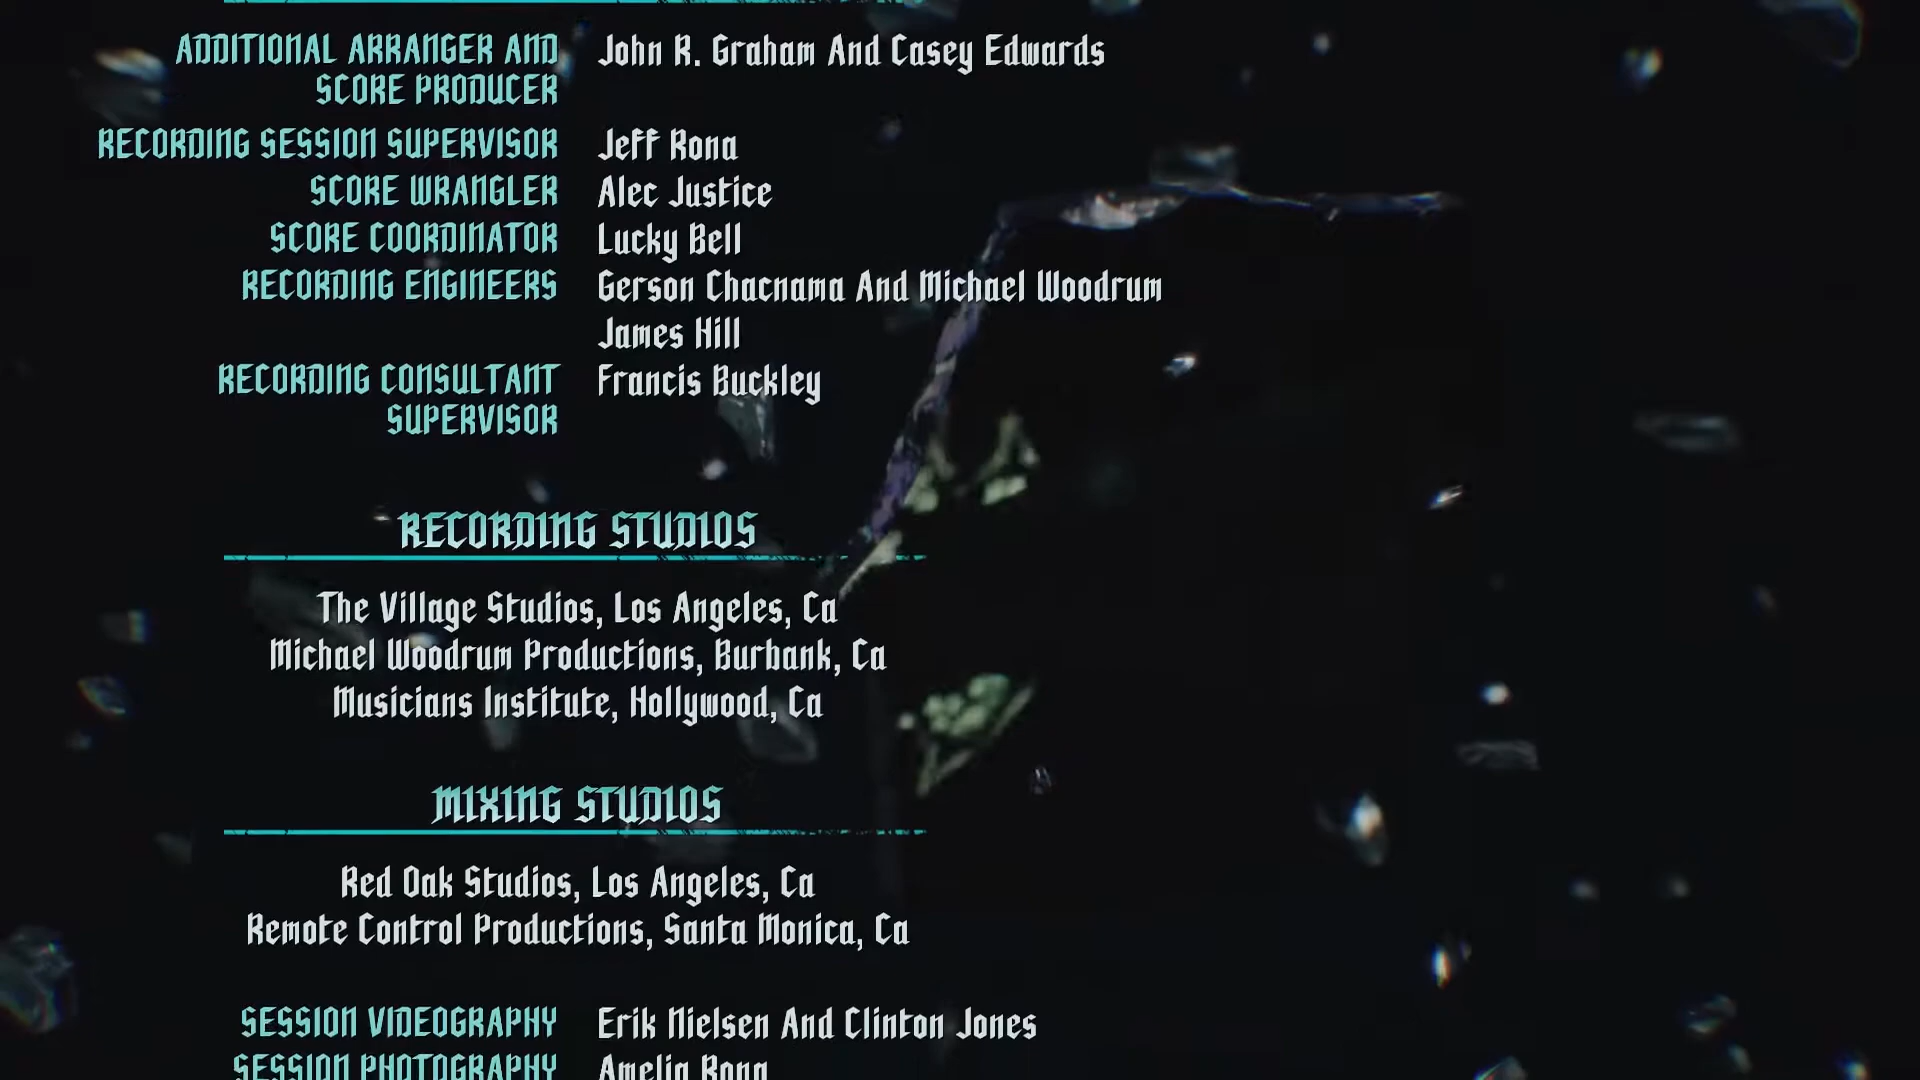 ADDITIONAL ARRANGER AND John R. Graham And Casey Edwards
SCORE PRODUCER
RECORDING SESSION SUPERVISOR Jeff Rona
SCORE WRANGLER Alec Justice
SCORE COORDINATOR Lucky Bell
RECORDING ENGINEERS Gerson Chacnama And Michael Woodrum
James Hill
RECORDING CONSULTANT Francis Buckley
SUPERVISOR
RECORDING STUDIOS
The Village Studios, Los Angeles, Ca
Michael Woodrum Productions, Burbank, Ca
Musicians Institute, Hollywood, Ca
MIXING STUDIOS
Red Oak Studios, Los Angeles, Ca
Remote Control Productions, Santa Monica, Ca
SESSION VIDEOGRAPHY Erik Nielsen And Clinton Jones
SESSION PHOTOGRAPHY Amelia Rona